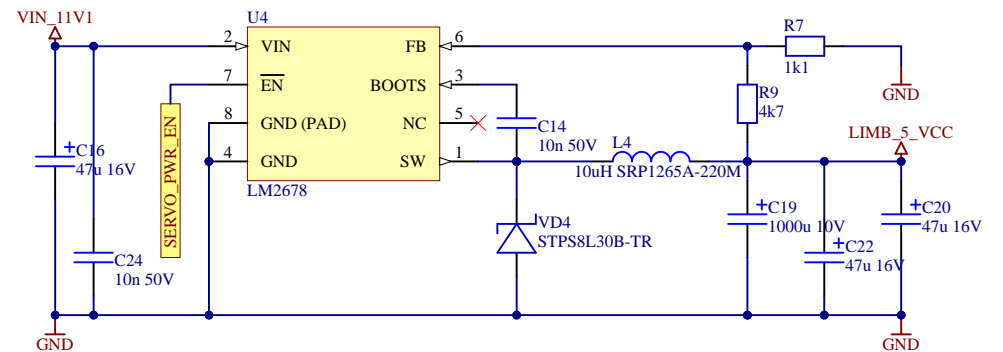 VIN_11V1
U4
2
VIN
FB
6
R7
1k1
GND
7
EN
BOOTS
3
R9
4k7
8
GND (PAD)
NC
5
C14
10n 50V
4
GND
SW
1
LM2678
C16
47u 16V
SERVO_PWR_EN
L4
10uH SRP1265A-220M
LIMB_5_VCC
C24
10n 50V
VD4
STPS8L30B-TR
C19
1000u 10V
C22
47u 16V
C20
47u 16V
GND
GND